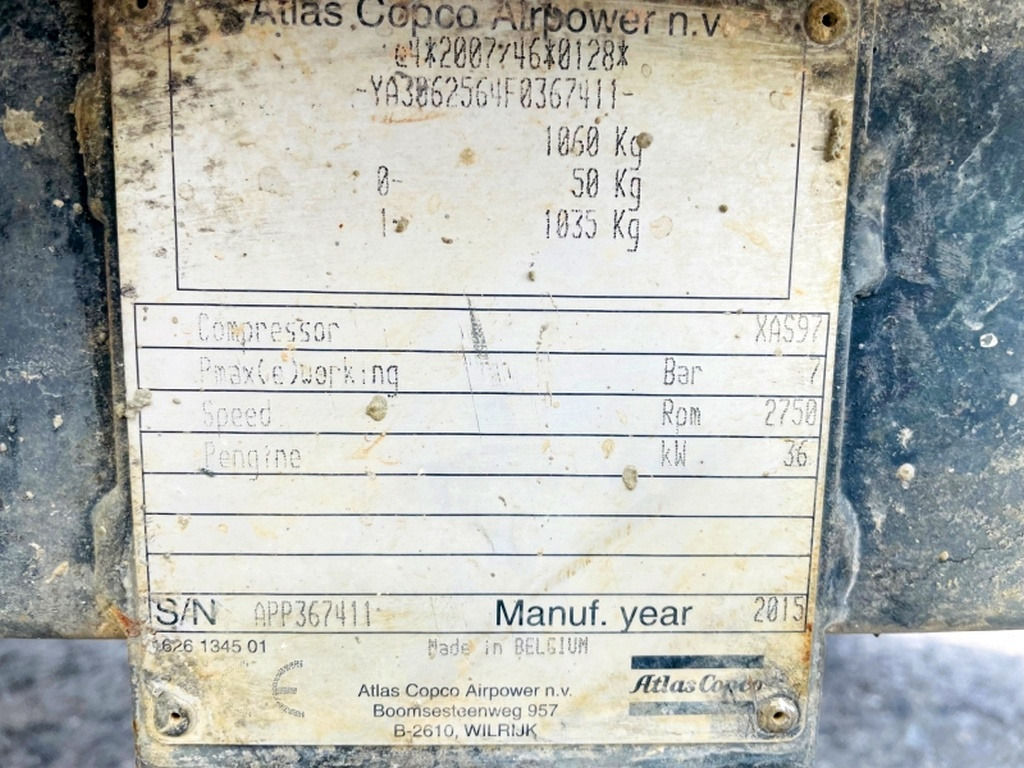 Atlas Copco Airpower n.v.
e4*2007/46*0128*
-YA3062564F0367411-
1060 Kg
0- 50 Kg
1- 1035 Kg
Compressor XAS97
Pmax(e)working Bar 7
Speed Rpm 2750
Pengine kW 36
S/N APP367411 Manuf. year 2015
1626 1345 01 Made in BELGIUM
Atlas Copco
Atlas Copco Airpower n.v.
Boomsesteenweg 957
B-2610, WILRIJK